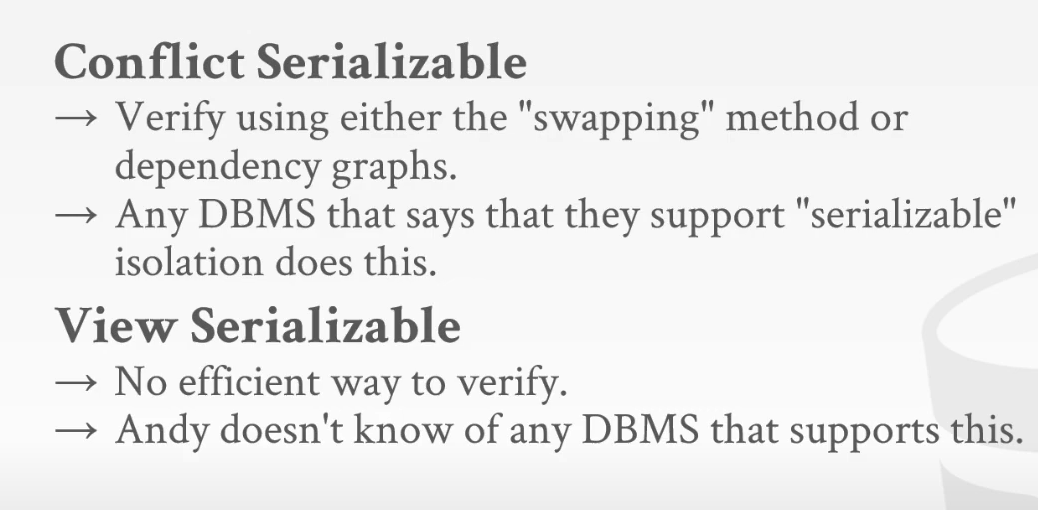 Conflict Serializable
→ Verify using either the "swapping" method or
dependency graphs.
→ Any DBMS that says that they support "serializable"
isolation does this.
View Serializable
→ No efficient way to verify.
→ Andy doesn't know of any DBMS that supports this.